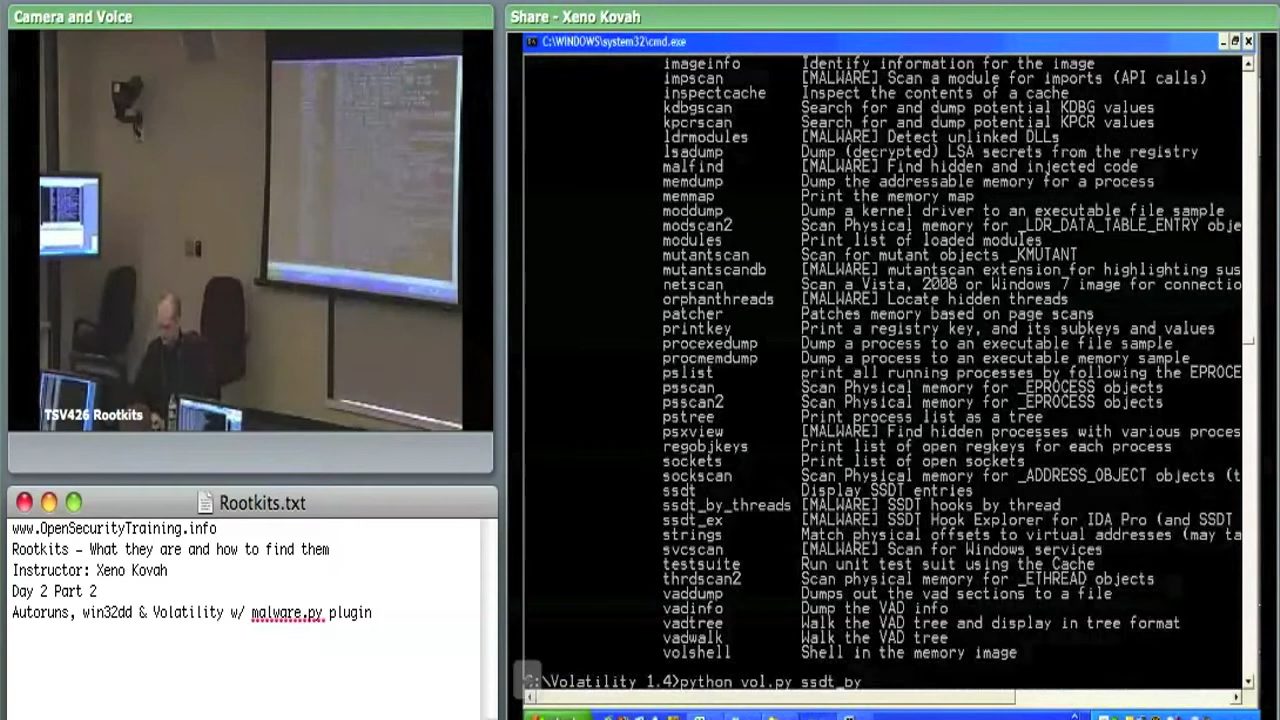 Camera and Voice
TSV426 Rootkits
Rootkits.txt
www.OpenSecurityTraining.info
Rootkits - What they are and how to find them
Instructor: Xeno Kovah
Day 2 Part 2
Autoruns, win32dd & Volatility w/ malware.py plugin
Share - Xeno Kovah
C:\WINDOWS\system32\cmd.exe
imageinfo Identify information for the image
impscan [MALWARE] Scan a module for imports (API calls)
inspectcache Inspect the contents of a cache
kdbgscan Search for and dump potential KDBG values
kpcrscan Search for and dump potential KPCR values
ldrmodules [MALWARE] Detect unlinked DLLs
lsadump Dump (decrypted) LSA secrets from the registry
malfind [MALWARE] Find hidden and injected code
memdump Dump the addressable memory for a process
memmap Print the memory map
moddump Dump a kernel driver to an executable file sample
modscan2 Scan Physical memory for _LDR_DATA_TABLE_ENTRY obje
modules Print list of loaded modules
mutantscan Scan for mutant objects _KMUTANT
mutantscandb [MALWARE] mutantscan extension for highlighting sus
netscan Scan a Vista, 2008 or Windows 7 image for connectio
orphanthreads [MALWARE] Locate hidden threads
patcher Patches memory based on page scans
printkey Print a registry key, and its subkeys and values
procexedump Dump a process to an executable file sample
procmemdump Dump a process to an executable memory sample
pslist print all running processes by following the EPROCE
psscan Scan Physical memory for _EPROCESS objects
psscan2 Scan Physical memory for _EPROCESS objects
pstree Print process list as a tree
psxview [MALWARE] Find hidden processes with various proces
regobjkeys Print list of open regkeys for each process
sockets Print list of open sockets
sockscan Scan Physical memory for _ADDRESS_OBJECT objects (t
ssdt Display SSDT entries
ssdt_by_threads [MALWARE] SSDT hooks by thread
ssdt_ex [MALWARE] SSDT Hook Explorer for IDA Pro (and SSDT
strings Match physical offsets to virtual addresses (may ta
svcscan [MALWARE] Scan for Windows services
testsuite Run unit test suit using the Cache
thrdscan2 Scan physical memory for _ETHREAD objects
vaddump Dumps out the vad sections to a file
vadinfo Dump the VAD info
vadtree Walk the VAD tree and display in tree format
vadwalk Walk the VAD tree
volshell Shell in the memory image
C:\Volatility 1.4>python vol.py ssdt_by